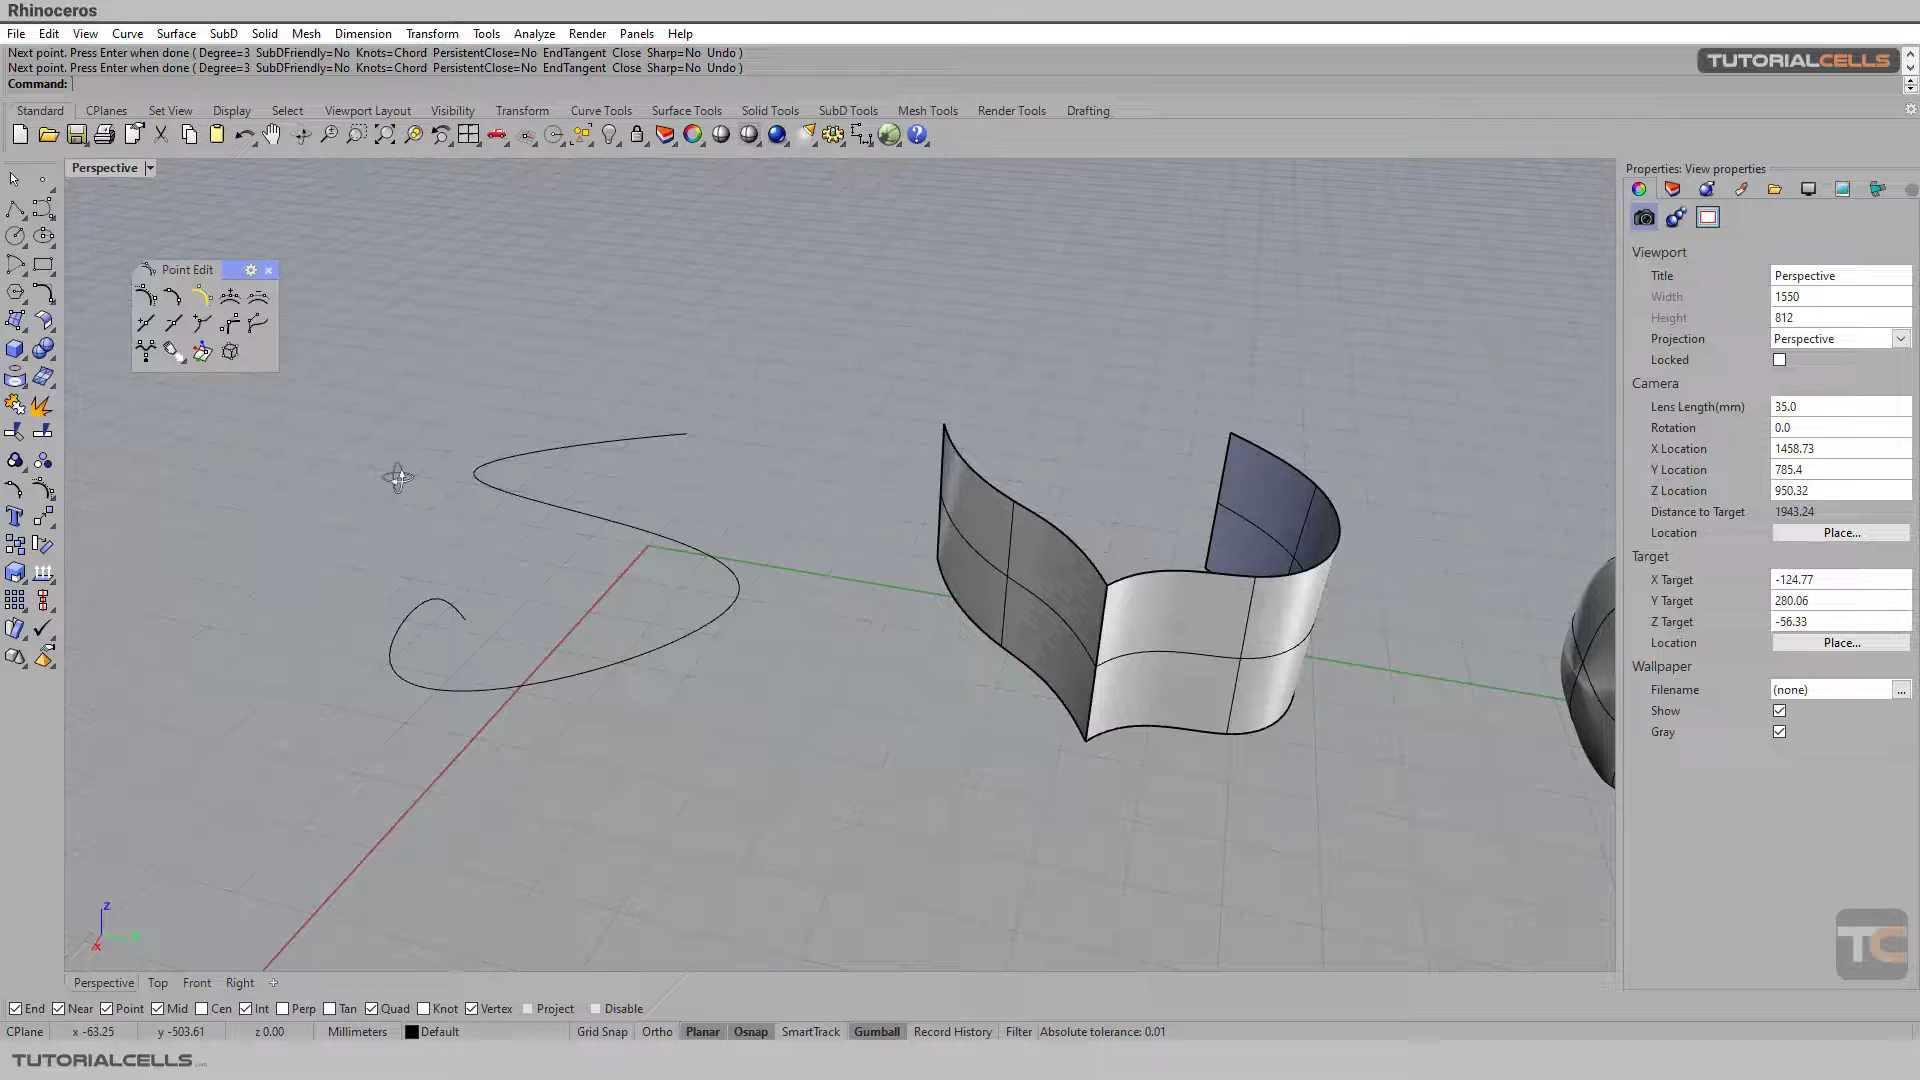 Rhinoceros
File Edit View Curve Surface SubD Solid Mesh Dimension Transform Tools Analyze Render Panels Help
Next point. Press Enter when done ( Degree=3 SubDFriendly=No Knots=Chord PersistentClose=No EndTangent Close Sharp=No Undo )
Next point. Press Enter when done ( Degree=3 SubDFriendly=No Knots=Chord PersistentClose=No EndTangent Close Sharp=No Undo )
TUTORIALCELLS
Command:
Standard CPlanes Set View Display Select Viewport Layout Visibility Transform Curve Tools Surface Tools Solid Tools SubD Tools Mesh Tools Render Tools Drafting
Perspective
Point Edit
Properties: View properties
Viewport
Title Perspective
Width 1550
Height 812
Projection Perspective
Locked
Camera
Lens Length(mm) 35.0
Rotation 0.0
X Location 1458.73
Y Location 785.4
Z Location 950.32
Distance to Target 1943.24
Location Place...
Target
X Target -124.77
Y Target 280.06
Z Target -56.33
Location Place...
Wallpaper
Filename (none) ...
Show
Gray
z
x y
TC
Perspective Top Front Right
End Near Point Mid Cen Int Perp Tan Quad Knot Vertex Project Disable
CPlane x -63.25 y -503.61 z 0.00 Millimeters Default Grid Snap Ortho Planar Osnap SmartTrack Gumball Record History Filter Absolute tolerance: 0.01
TUTORIALCELLS